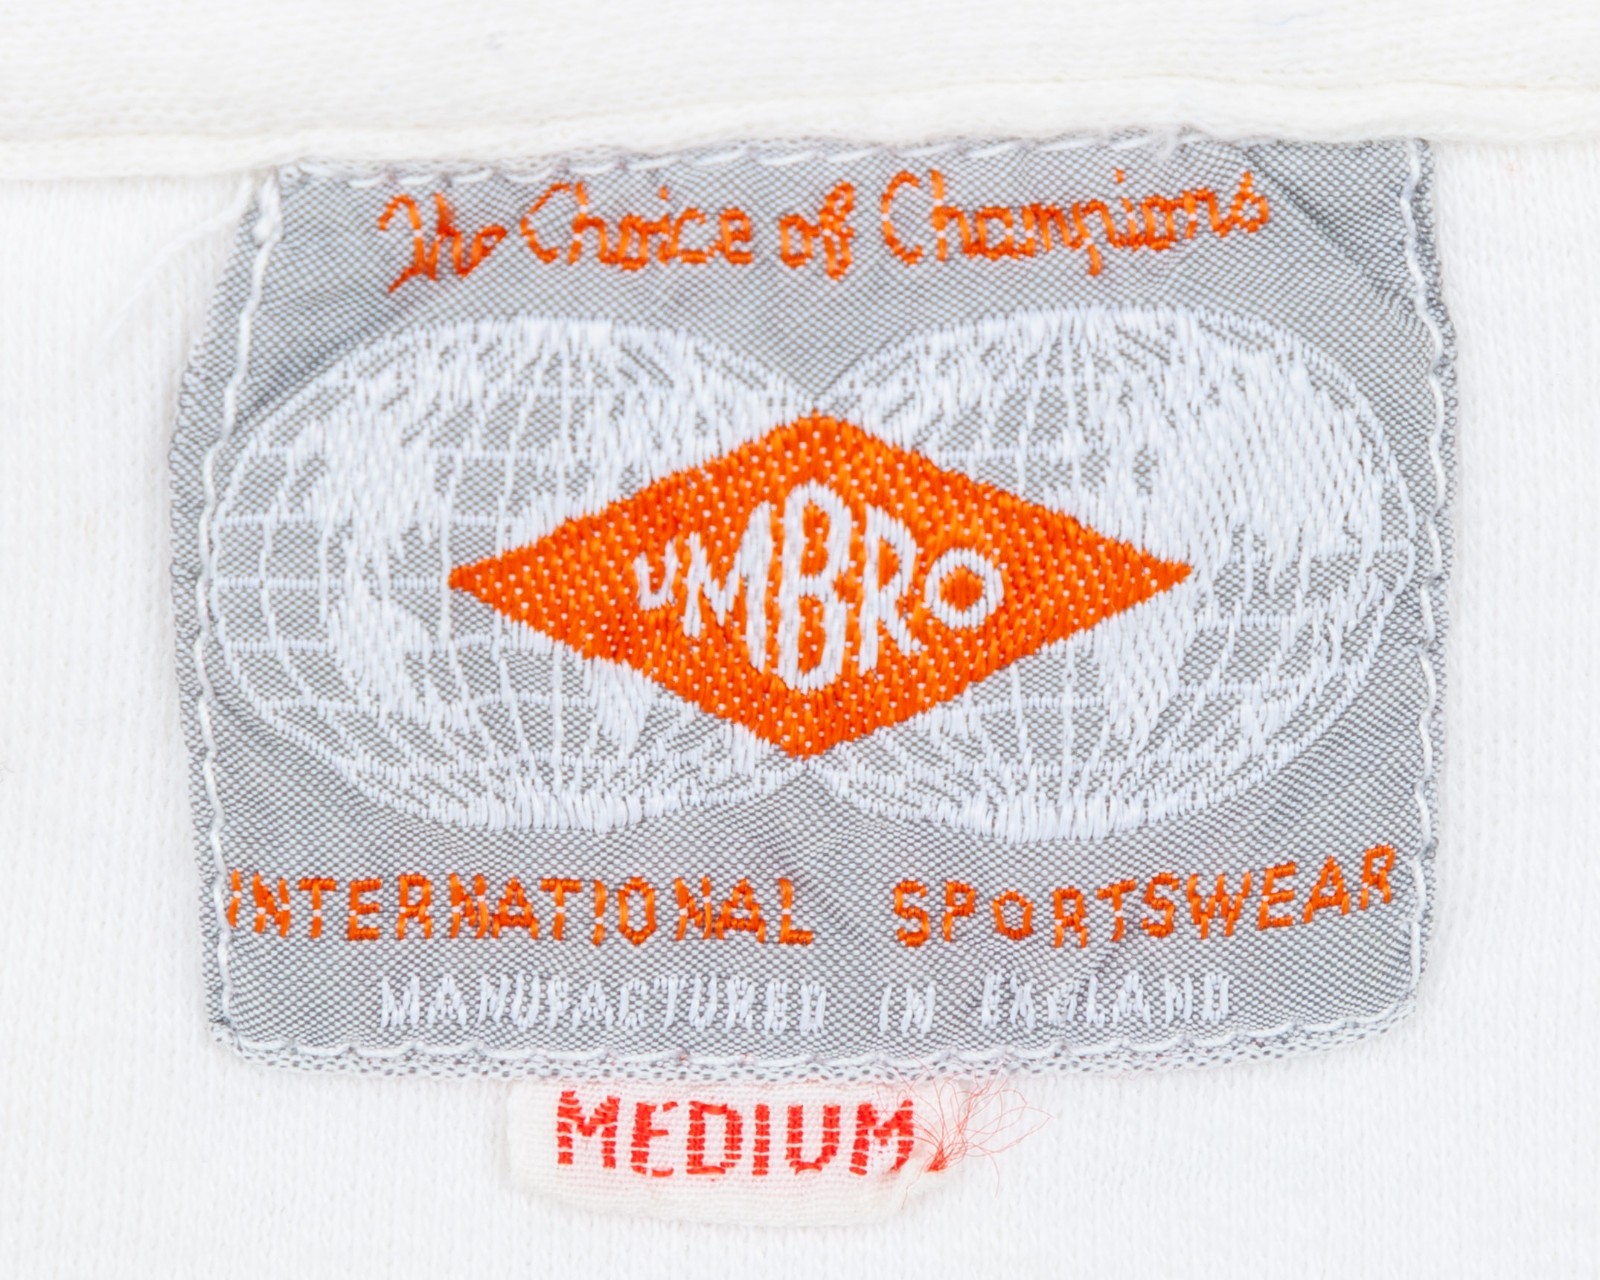 The Choice of Champions
UMBRO
INTERNATIONAL SPORTSWEAR
MANUFACTURED IN ENGLAND
MEDIUM